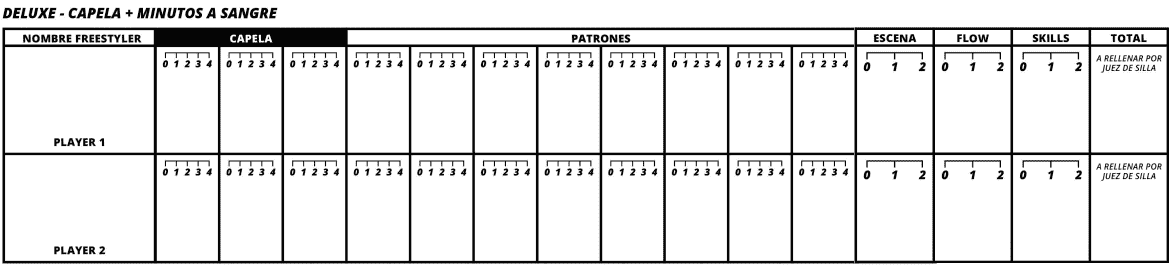 DELUXE - CAPELA + MINUTOS A SANGRE
NOMBRE FREESTYLER CAPELA PATRONES ESCENA FLOW SKILLS TOTAL
0 1 2 3 4 0 1 2 3 4 0 1 2 3 4 0 1 2 3 4 0 1 2 3 4 0 1 2 3 4 0 1 2 3 4 0 1 2 3 4 0 1 2 3 4 0 1 2 3 4 0 1 2 3 4 0 1 2 0 1 2 0 1 2 A RELLENAR POR
JUEZ DE SILLA
PLAYER 1
0 1 2 3 4 0 1 2 3 4 0 1 2 3 4 0 1 2 3 4 0 1 2 3 4 0 1 2 3 4 0 1 2 3 4 0 1 2 3 4 0 1 2 3 4 0 1 2 3 4 0 1 2 3 4 0 1 2 0 1 2 0 1 2 A RELLENAR POR
JUEZ DE SILLA
PLAYER 2